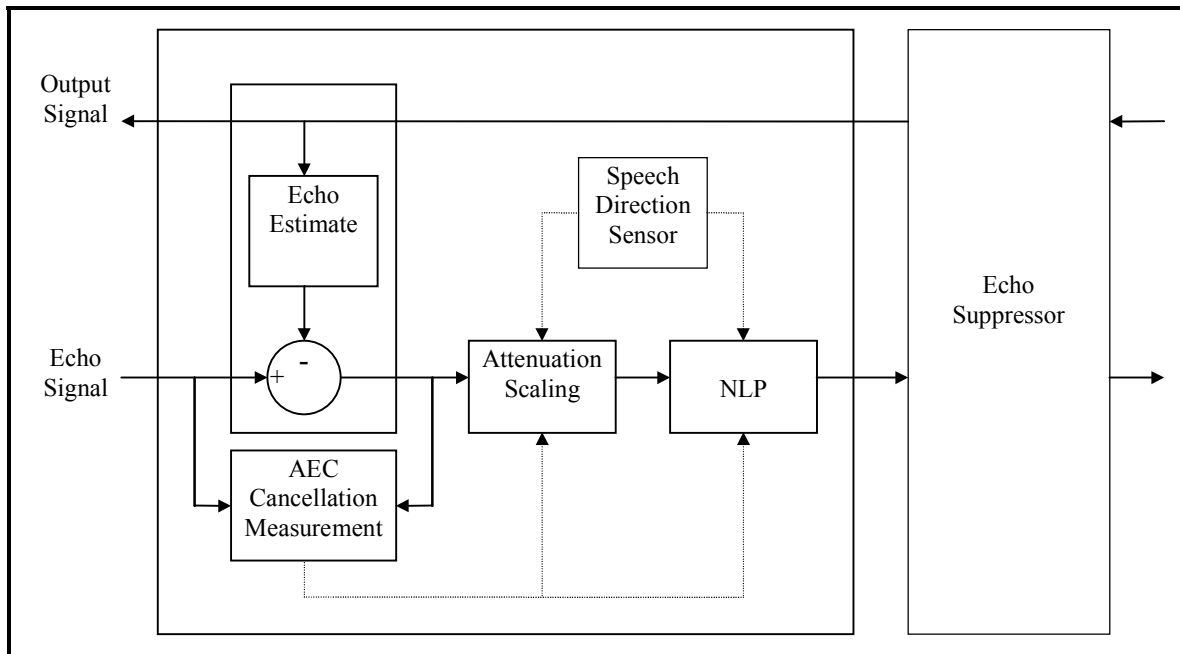 Output
Signal
Echo
Estimate
Speech
Direction
Sensor
Echo
Suppressor
Echo
Signal
+
-
Attenuation
Scaling
NLP
AEC
Cancellation
Measurement